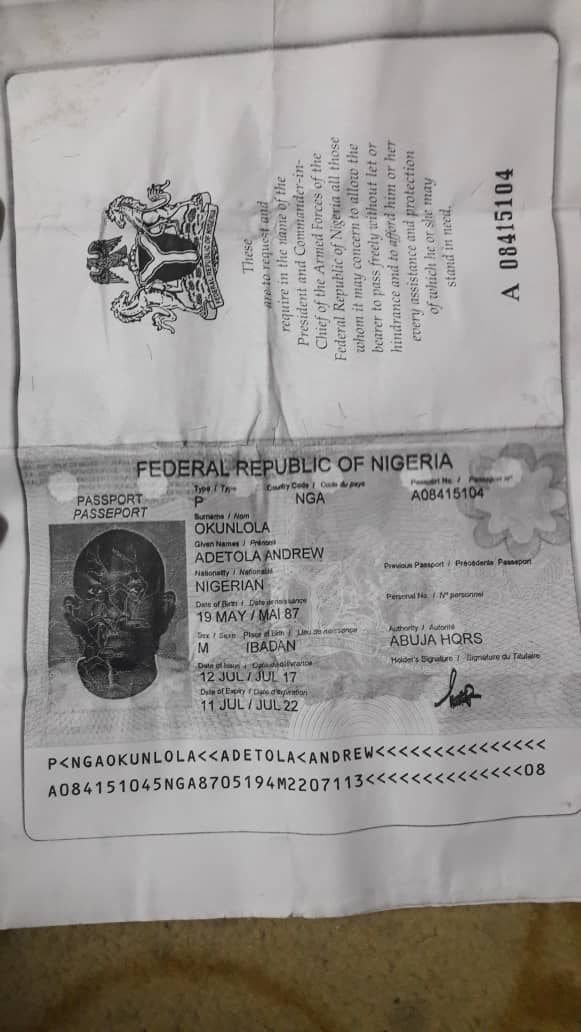 FEDERAL REPUBLIC OF NIGERIA
These
are to request and
require in the name of the
President and Commander-in-
Chief of the Armed Forces of the
Federal Republic of Nigeria all those
whom it may concern to allow the
bearer to pass freely without let or
hindrance and to afford him or her
every assistance and protection
of which he or she may
stand in need.
A 08415104
FEDERAL REPUBLIC OF NIGERIA
PASSPORT
PASSEPORT
Type / Type
Country Code / Code du pays
Passport No. / Passeport N°
P
NGA
A08415104
Surname / Nom
OKUNLOLA
Given Names / Prénoms
ADETOLA ANDREW
Nationality / Nationalité
NIGERIAN
Previous Passport / Précédente Passeport
Date of Birth / Date de naissance
19 MAY / MAI 87
Personal No. / N° personnel
Sex / Sexe
Place of Birth / Lieu de naissance
Authority / Autorité
M
IBADAN
ABUJA HQRS
Date of Issue / Date de délivrance
Holder's Signature / Signature du Titulaire
12 JUL / JUL 17
Date of Expiry / Date d'expiration
11 JUL / JUL 22
P<NGAOKUNLOLA<<ADETOLA<ANDREW<<<<<<<<<<<<<<<
A084151045NGA8705194M2207113<<<<<<<<<<<<<<08